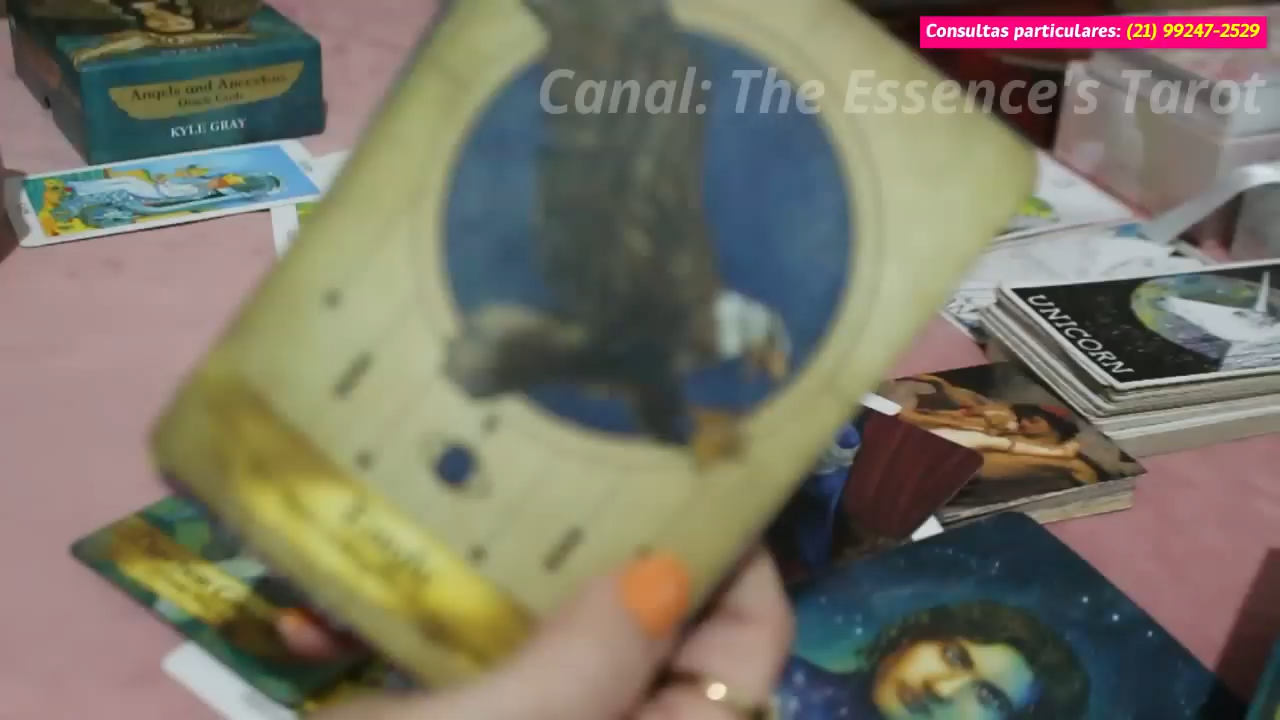 Consultas particulares: (21) 99247-2529
Canal: The Essence's Tarot
Angels and Ancestors
Oracle Cards
KYLE GRAY
UNICORN